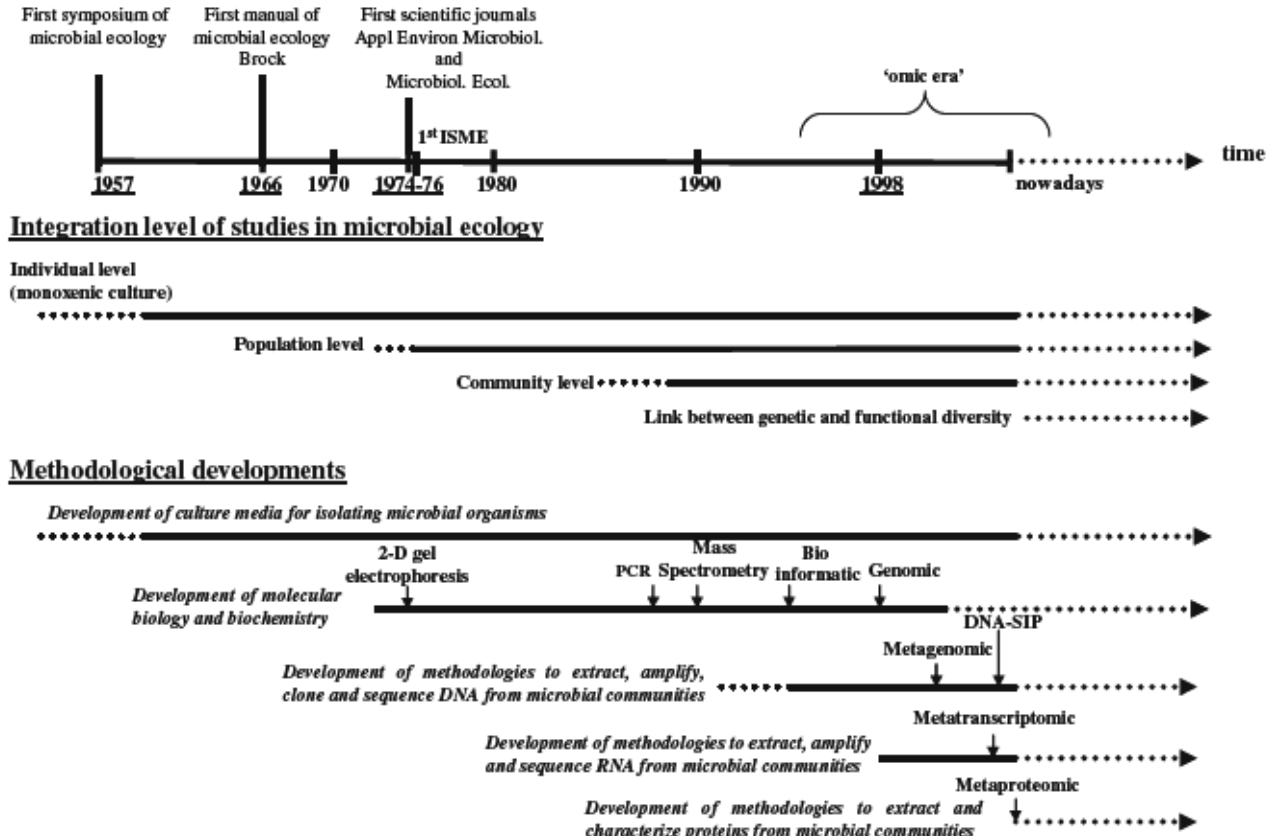 First symposium of
microbial ecology
First manual of
microbial ecology
Brock
First scientific journals
Appl Environ Microbiol.
and
Microbiol. Ecol.
'omic era'
1st ISME
time
1957
1966
1970
1974-76
1980
1990
1998
nowadays
Integration level of studies in microbial ecology
Individual level
(monoxenic culture)
Population level
Community level
Link between genetic and functional diversity
Methodological developments
Development of culture media for isolating microbial organisms
2-D gel
electrophoresis
PCR
Mass
Spectrometry
Bio
informatic
Genomic
Development of molecular
biology and biochemistry
DNA-SIP
Metagenomic
Development of methodologies to extract, amplify,
clone and sequence DNA from microbial communities
Metatranscriptomic
Development of methodologies to extract, amplify
and sequence RNA from microbial communities
Metaproteomic
Development of methodologies to extract and
characterize proteins from microbial communities